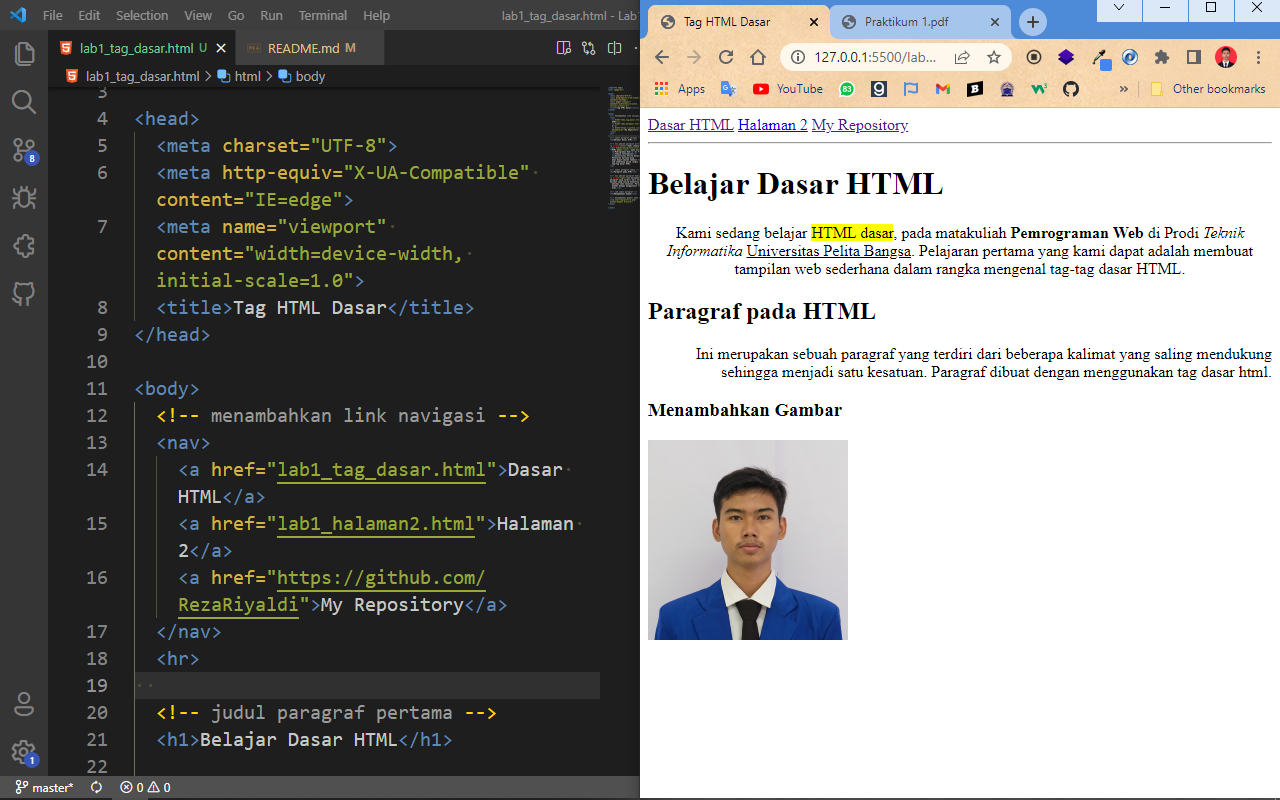 File Edit Selection View Go Run Terminal Help lab1_tag_dasar.html - Lab1
lab1_tag_dasar.html U README.md M
lab1_tag_dasar.html > html > body
3
4 <head>
5 <meta charset="UTF-8">
6 <meta http-equiv="X-UA-Compatible"
content="IE=edge">
7 <meta name="viewport"
content="width=device-width,
initial-scale=1.0">
8 <title>Tag HTML Dasar</title>
9 </head>
10
11 <body>
12 <!-- menambahkan link navigasi -->
13 <nav>
14 <a href="lab1_tag_dasar.html">Dasar
HTML</a>
15 <a href="lab1_halaman2.html">Halaman
2</a>
16 <a href="https://github.com/
RezaRiyaldi">My Repository</a>
17 </nav>
18 <hr>
19
20 <!-- judul paragraf pertama -->
21 <h1>Belajar Dasar HTML</h1>
22
8
1
master* 0 0
Tag HTML Dasar Praktikum 1.pdf
127.0.0.1:5500/lab...
Apps YouTube 83 » Other bookmarks
Dasar HTML Halaman 2 My Repository
Belajar Dasar HTML
Kami sedang belajar HTML dasar, pada matakuliah Pemrograman Web di Prodi Teknik
Informatika Universitas Pelita Bangsa. Pelajaran pertama yang kami dapat adalah membuat
tampilan web sederhana dalam rangka mengenal tag-tag dasar HTML.
Paragraf pada HTML
Ini merupakan sebuah paragraf yang terdiri dari beberapa kalimat yang saling mendukung
sehingga menjadi satu kesatuan. Paragraf dibuat dengan menggunakan tag dasar html.
Menambahkan Gambar